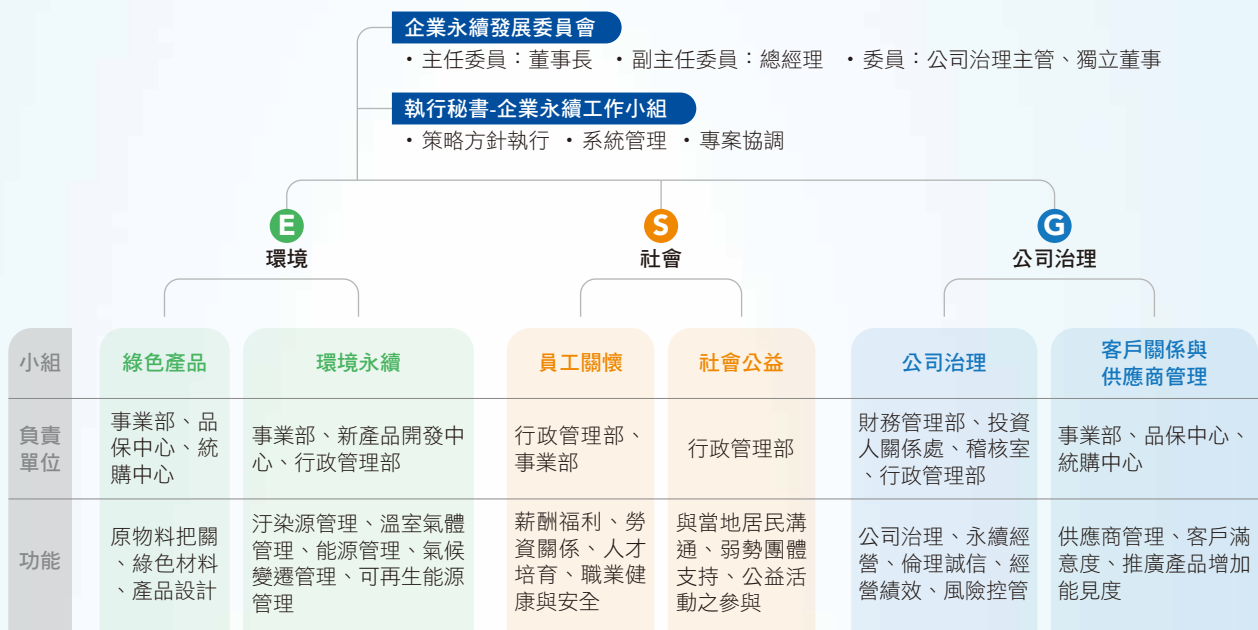 企業永續發展委員會
・主任委員：董事長 ・副主任委員：總經理 ・委員：公司治理主管、獨立董事
執行秘書-企業永續工作小組
・策略方針執行 ・系統管理 ・專案協調
E
環境
S
社會
G
公司治理
小組
綠色產品
環境永續
員工關懷
社會公益
公司治理
客戶關係與
供應商管理
負責
單位
事業部、品
保中心、統
購中心
事業部、新產品開發中
心、行政管理部
行政管理部、
事業部
行政管理部
財務管理部、投資
人關係處、稽核室
、行政管理部
事業部、品保中心、
統購中心
功能
原物料把關
、綠色材料
、產品設計
汙染源管理、溫室氣體
管理、能源管理、氣候
變遷管理、可再生能源
管理
薪酬福利、勞
資關係、人才
培育、職業健
康與安全
與當地居民溝
通、弱勢團體
支持、公益活
動之參與
公司治理、永續經
營、倫理誠信、經
營績效、風險控管
供應商管理、客戶滿
意度、推廣產品增加
能見度